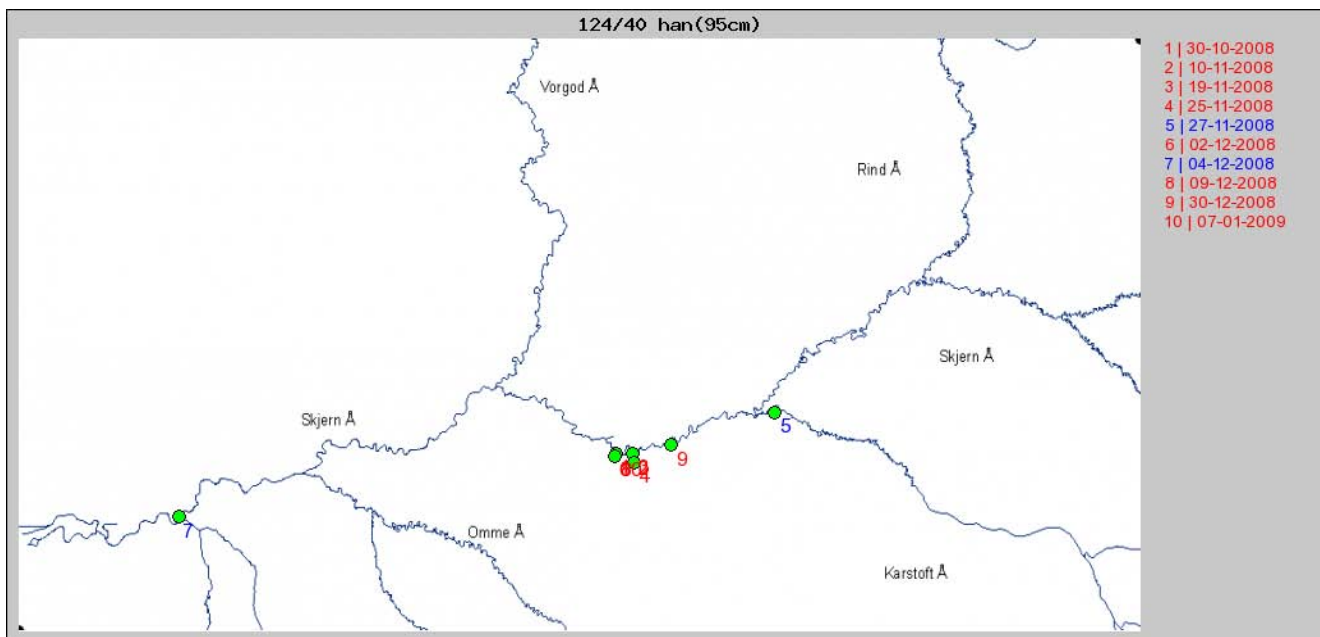 124/40 han(95cm)
1 | 30-10-2008
2 | 10-11-2008
3 | 19-11-2008
4 | 25-11-2008
5 | 27-11-2008
6 | 02-12-2008
7 | 04-12-2008
8 | 09-12-2008
9 | 30-12-2008
10 | 07-01-2009
Vorgod Å
Rind Å
Skjern Å
Skjern Å
5
9
4
7
Omme Å
Karstoft Å